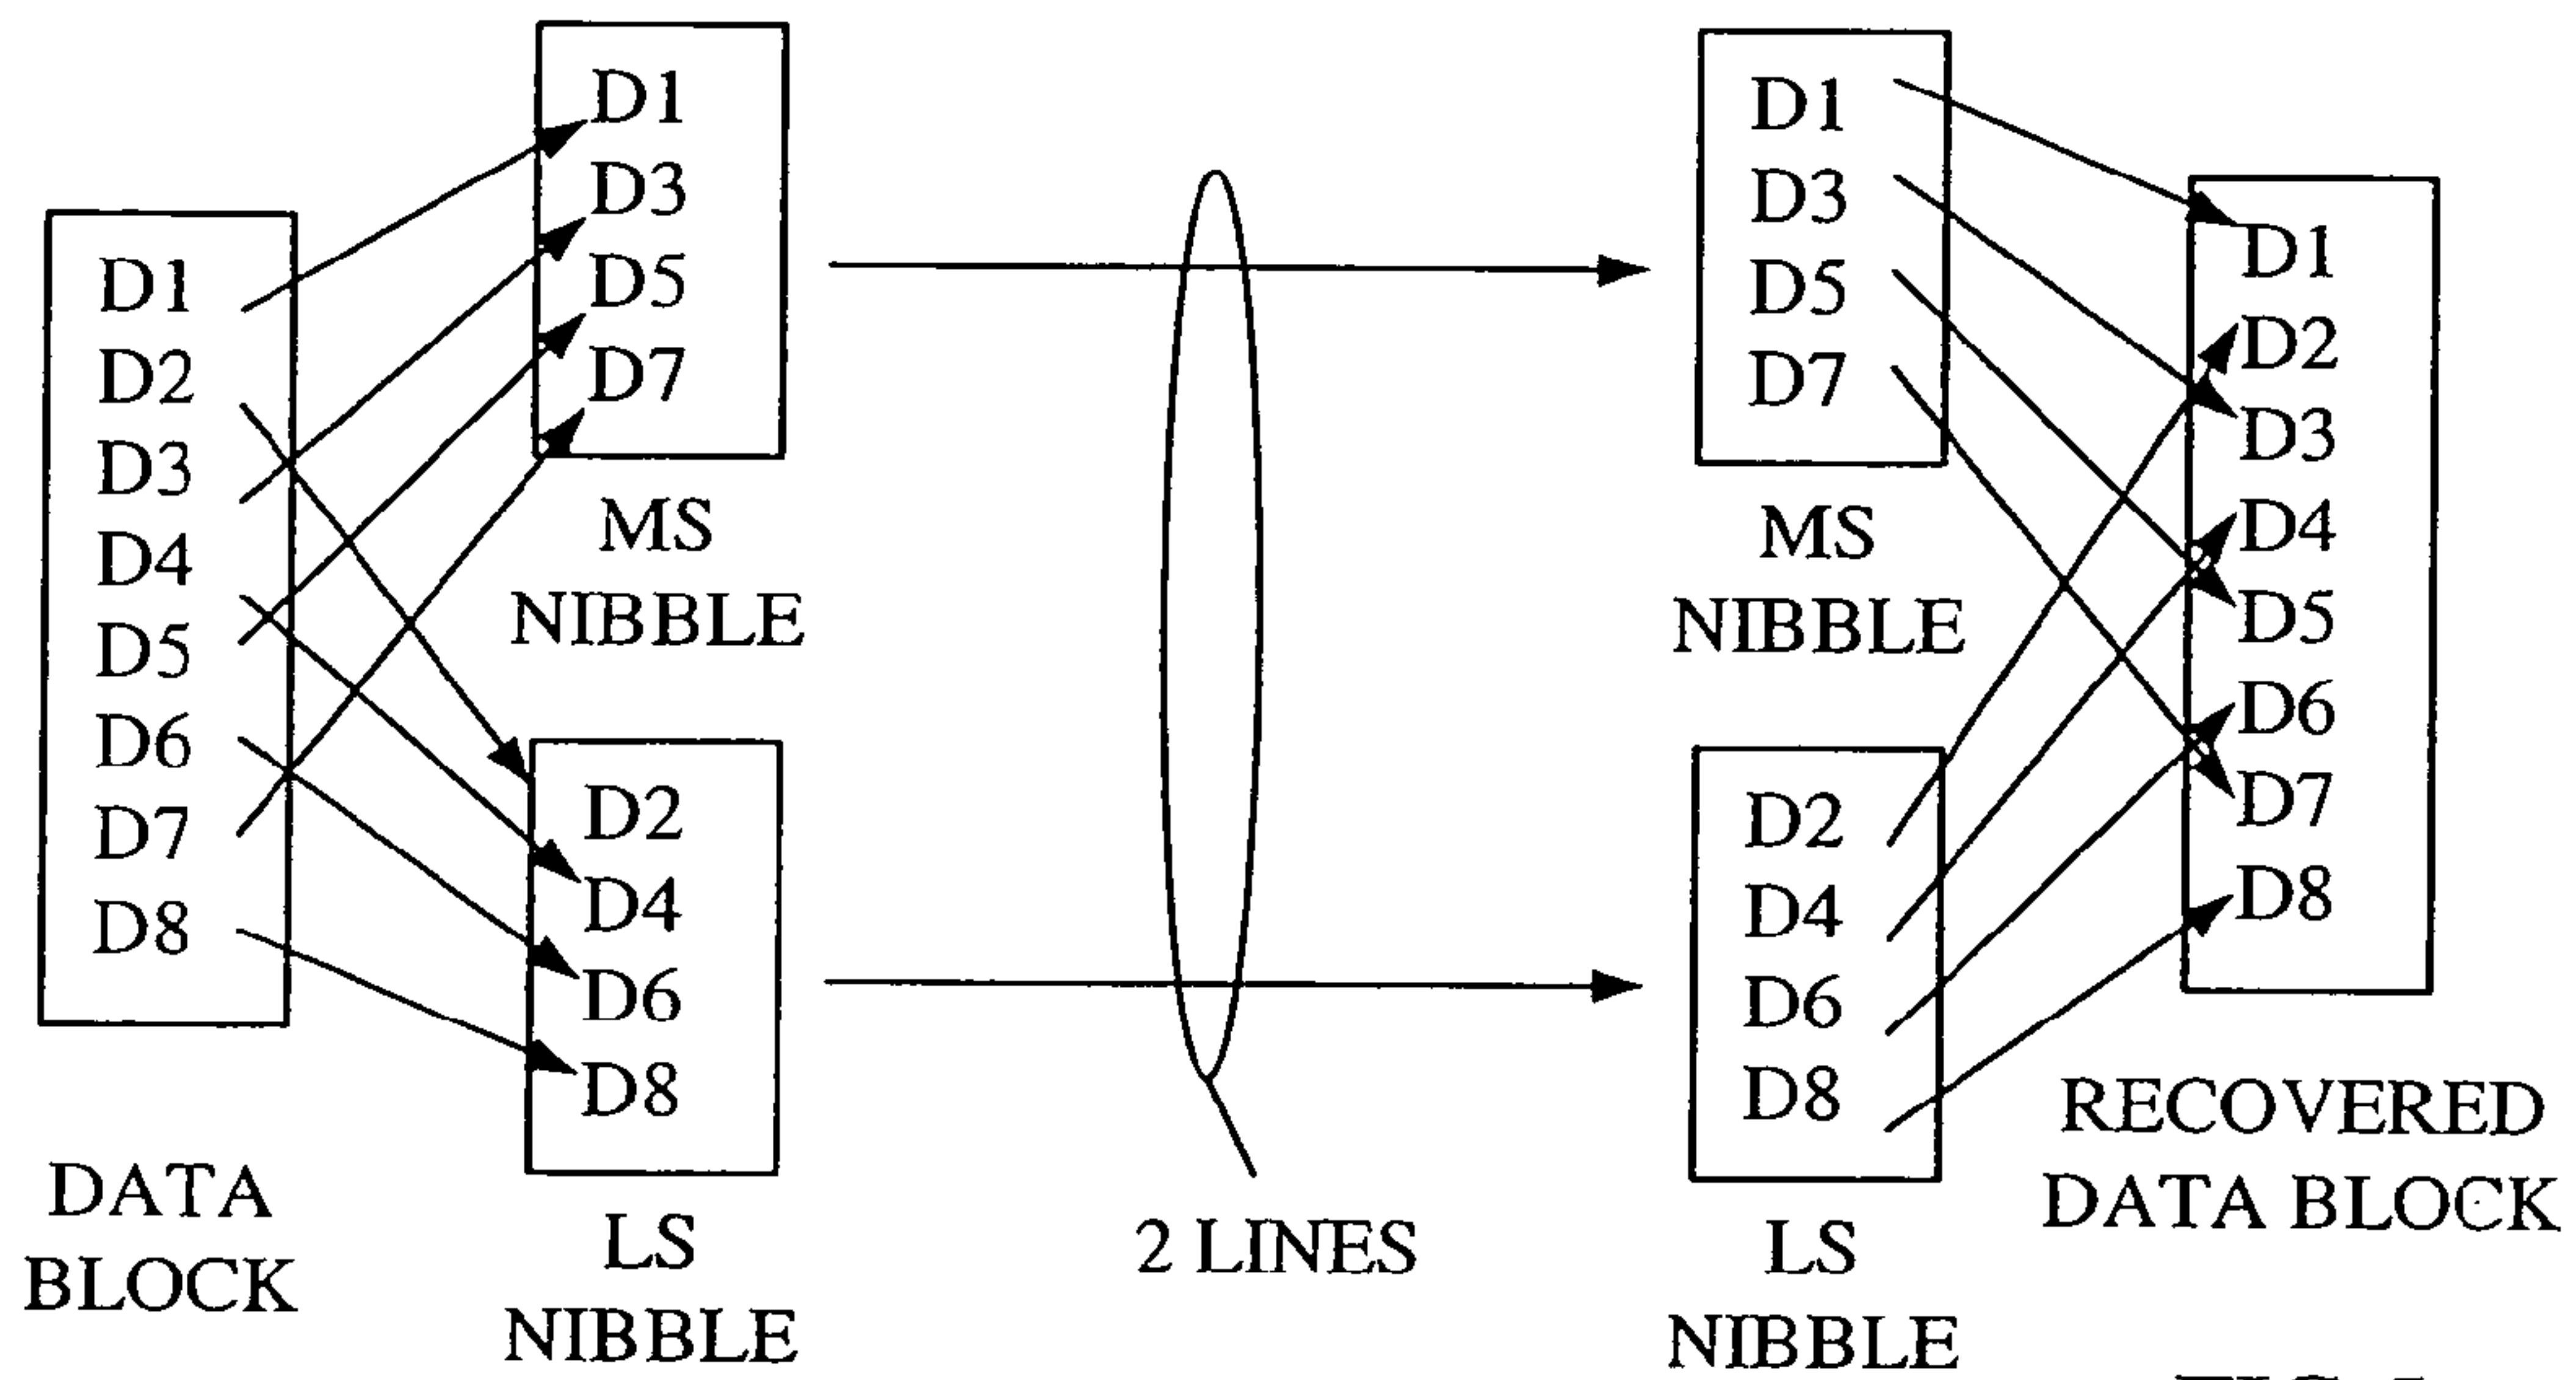 D1
D2
D3
D4
D5
D6
D7
D8
DATA
BLOCK
D1
D3
D5
D7
MS
NIBBLE
D2
D4
D6
D8
LS
NIBBLE
2 LINES
D1
D3
D5
D7
MS
NIBBLE
D2
D4
D6
D8
LS
NIBBLE
D1
D2
D3
D4
D5
D6
D7
D8
RECOVERED
DATA BLOCK